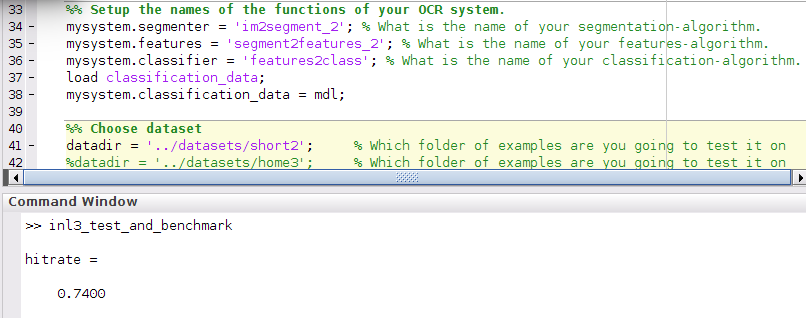 33 %% Setup the names of the functions of your OCR system.
34 - mysystem.segmenter = 'im2segment_2'; % What is the name of your segmentation-algorithm.
35 - mysystem.features = 'segment2features_2'; % What is the name of your features-algorithm.
36 - mysystem.classifier = 'features2class'; % What is the name of your classification-algorithm.
37 - load classification_data;
38 - mysystem.classification_data = mdl;
39
40 %% Choose dataset
41 - datadir = '../datasets/short2'; % Which folder of examples are you going to test it on
42 %datadir = '../datasets/home3'; % Which folder of examples are you going to test it on
Command Window
>> inl3_test_and_benchmark
hitrate =
0.7400